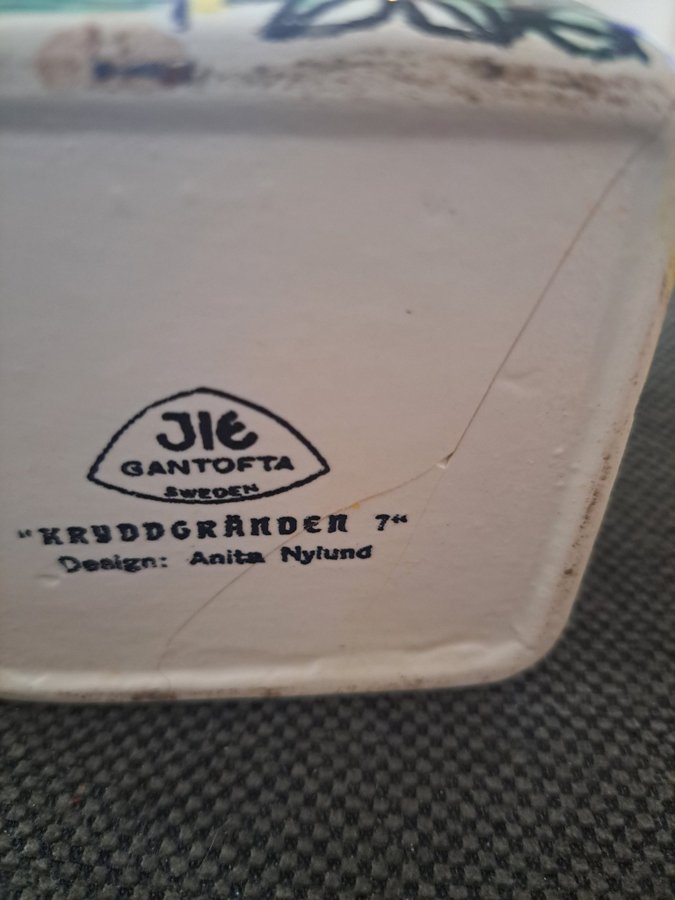 JIE
GANTOFTA
SWEDEN
"KRYDDGRÄNDEN 7"
Design: Anita Nylund